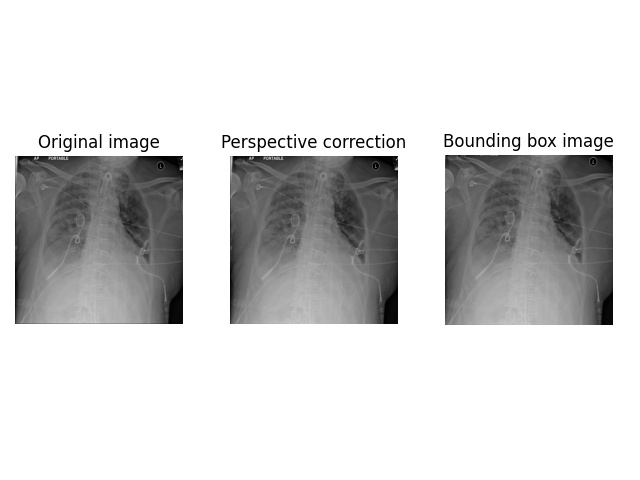 Original image
Perspective correction
Bounding box image
AP PORTABLE
AP PORTABLE
L
L
L